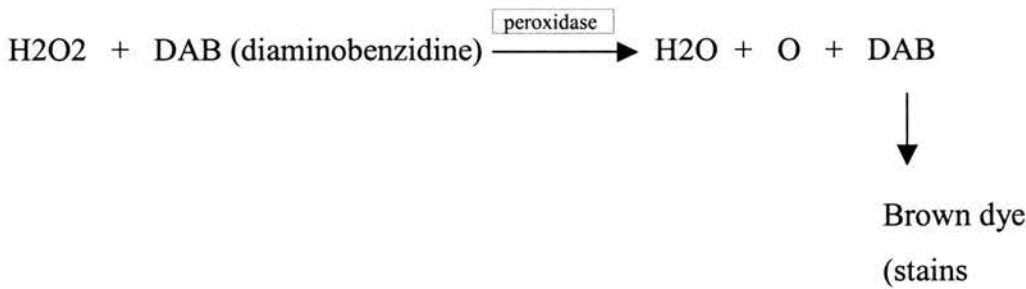 peroxidase
H2O2 + DAB (diaminobenzidine) H2O + O + DAB
Brown dye
(stains